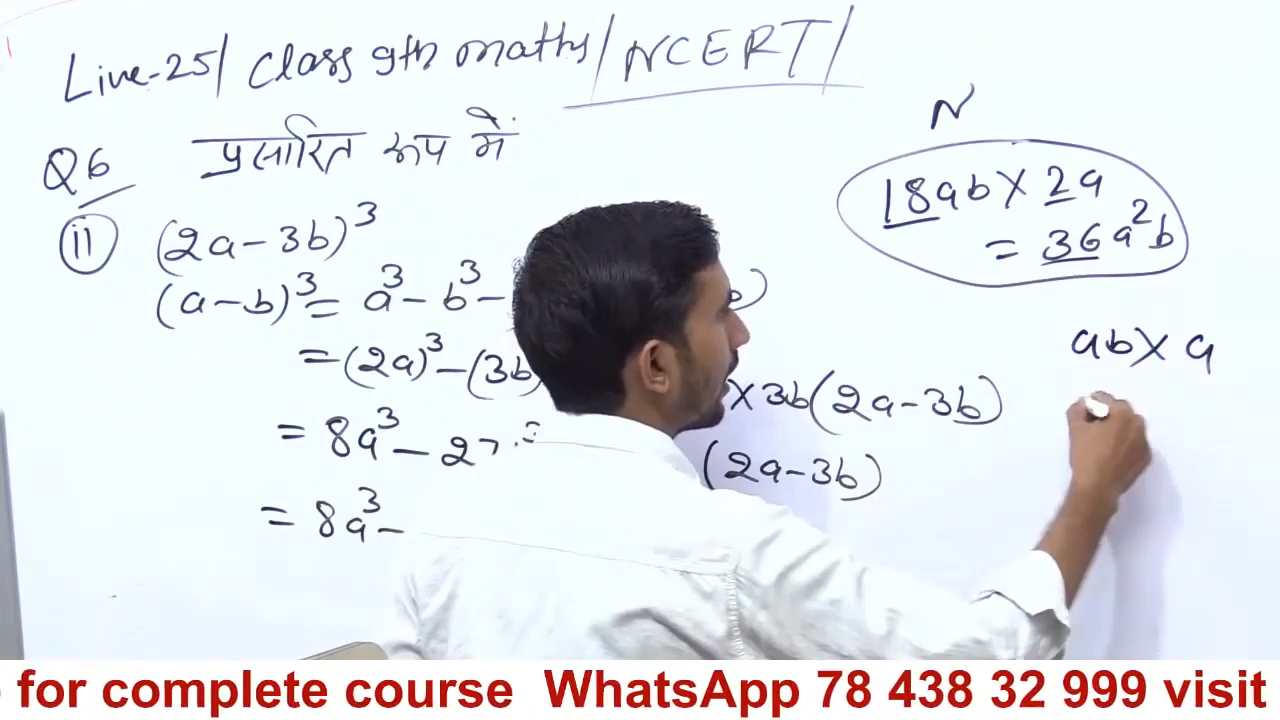 Live-25/ Class 9th maths/ NCERT/
Q6 प्रसारित रूप में
ii (2a-3b)³
(a-b)³ = a³ - b³ -
= (2a)³ - (3b
x 3b(2a-3b)
= 8a³ - 27
(2a-3b)
= 8a³ -
N
18ab x 2a
= 36a²b
ab x a
for complete course WhatsApp 78 438 32 999 visit